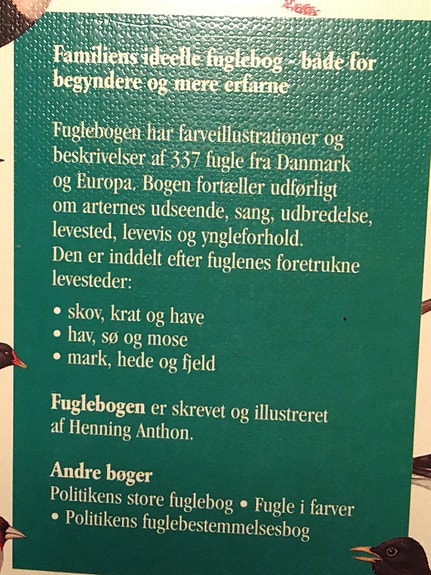 Familiens ideelle fuglebog - både for
begyndere og mere erfarne
Fuglebogen har farveillustrationer og
beskrivelser af 337 fugle fra Danmark
og Europa. Bogen fortæller udførligt
om arternes udseende, sang, udbredelse,
levested, levevis og yngleforhold.
Den er inddelt efter fuglenes foretrukne
levesteder:
• skov, krat og have
• hav, sø og mose
• mark, hede og fjeld
Fuglebogen er skrevet og illustreret
af Henning Anthon.
Andre bøger
Politikens store fuglebog • Fugle i farver
• Politikens fuglebestemmelsesbog